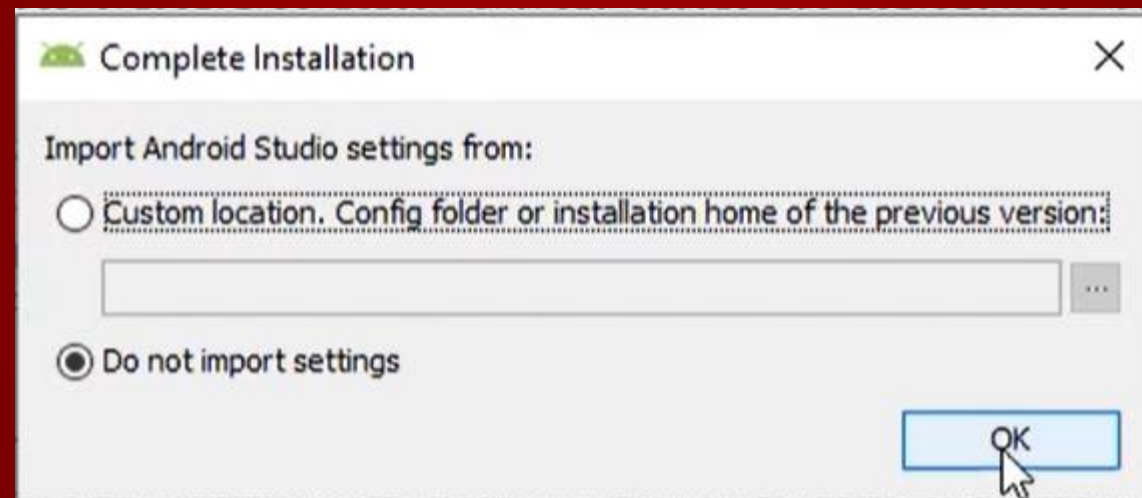 Complete Installation
Import Android Studio settings from:
Custom location. Config folder or installation home of the previous version:
...
Do not import settings
OK